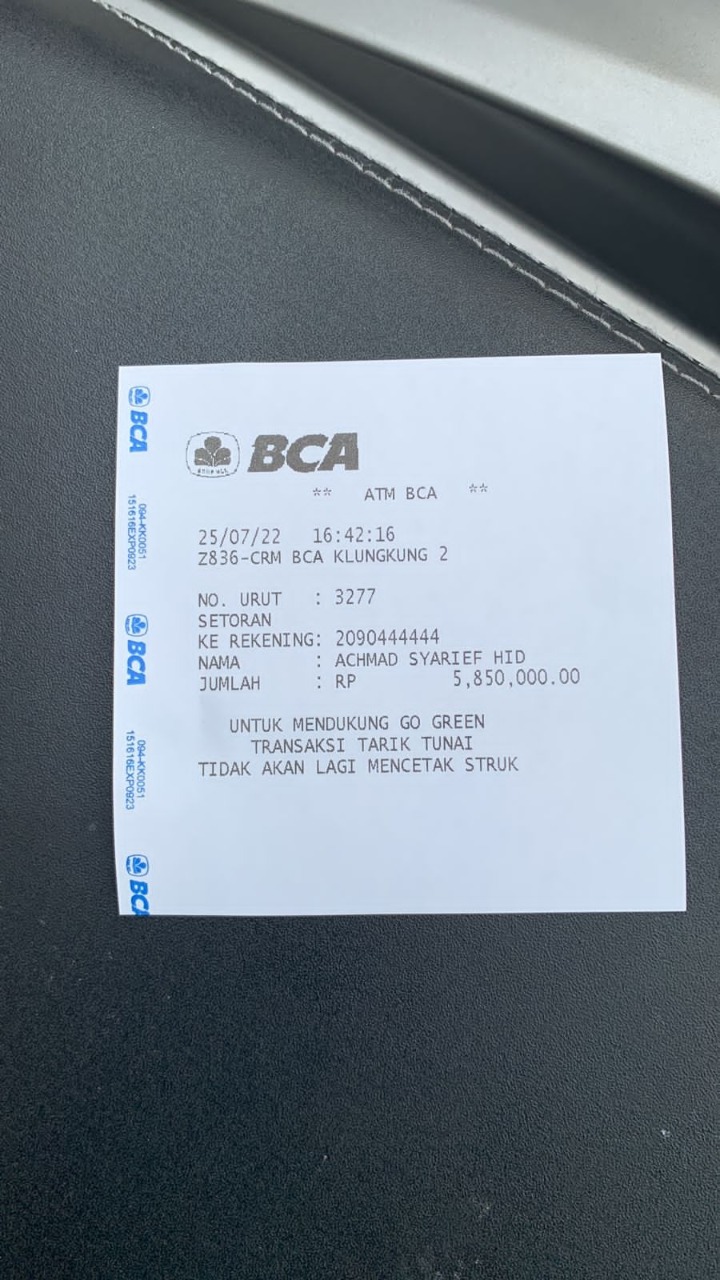 BCA
** ATM BCA **
25/07/22 16:42:16
Z836-CRM BCA KLUNGKUNG 2
NO. URUT : 3277
SETORAN
KE REKENING: 2090444444
NAMA : ACHMAD SYARIEF HID
JUMLAH : RP 5,850,000.00
UNTUK MENDUKUNG GO GREEN
TRANSAKSI TARIK TUNAI
TIDAK AKAN LAGI MENCETAK STRUK
BCA
094-KK0051
151616EXP0923
BCA
094-KK0051
151616EXP0923
BCA